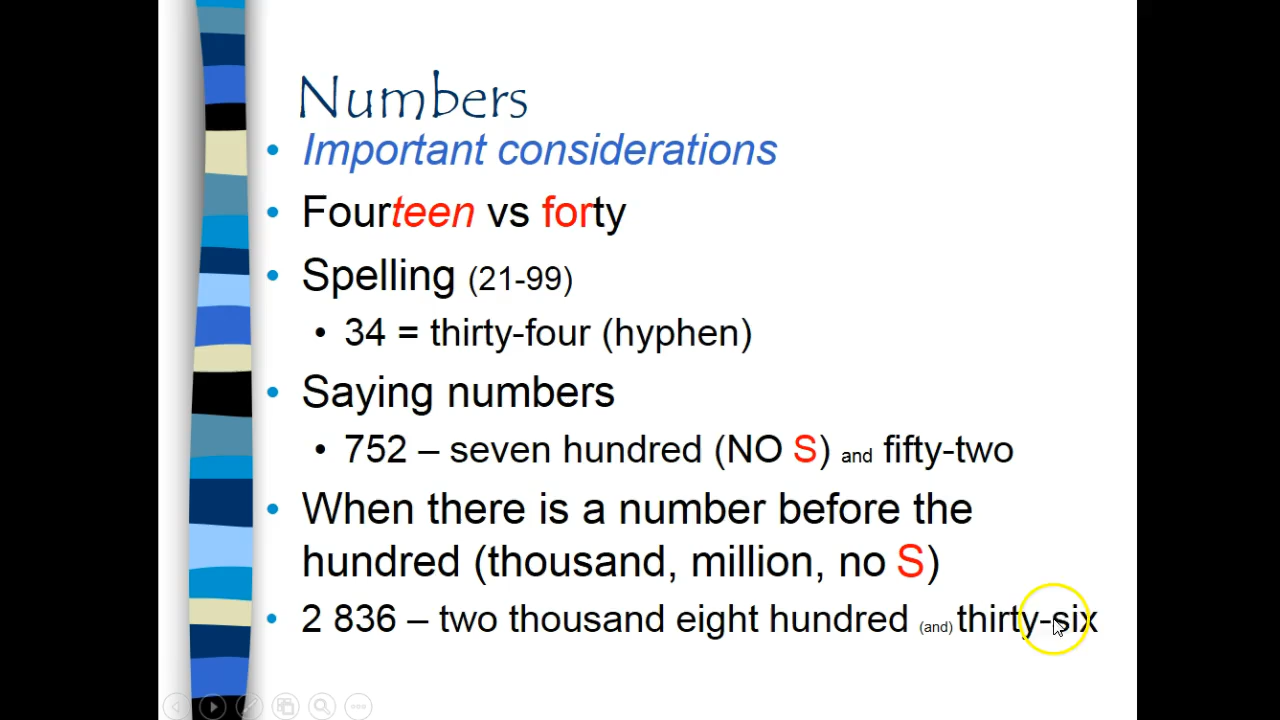 Numbers
• Important considerations
• Fourteen vs forty
• Spelling (21-99)
• 34 = thirty-four (hyphen)
• Saying numbers
• 752 – seven hundred (NO S) and fifty-two
• When there is a number before the
hundred (thousand, million, no S)
• 2 836 – two thousand eight hundred (and) thirty-six